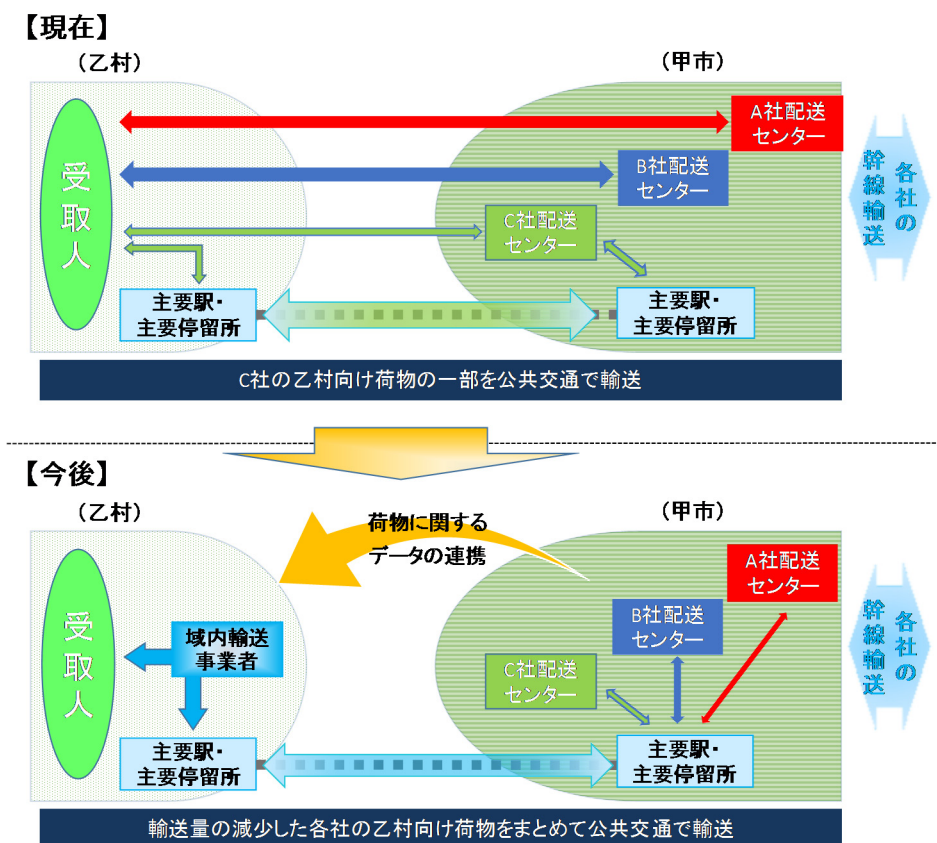 【現在】
（乙村）
（甲市）
A社配送
センター
B社配送
センター
C社配送
センター
受取人
主要駅・
主要停留所
主要駅・
主要停留所
各社の
幹線輸送
C社の乙村向け荷物の一部を公共交通で輸送
【今後】
（乙村）
（甲市）
荷物に関する
データの連携
A社配送
センター
B社配送
センター
C社配送
センター
受取人
域内輸送
事業者
主要駅・
主要停留所
主要駅・
主要停留所
各社の
幹線輸送
輸送量の減少した各社の乙村向け荷物をまとめて公共交通で輸送